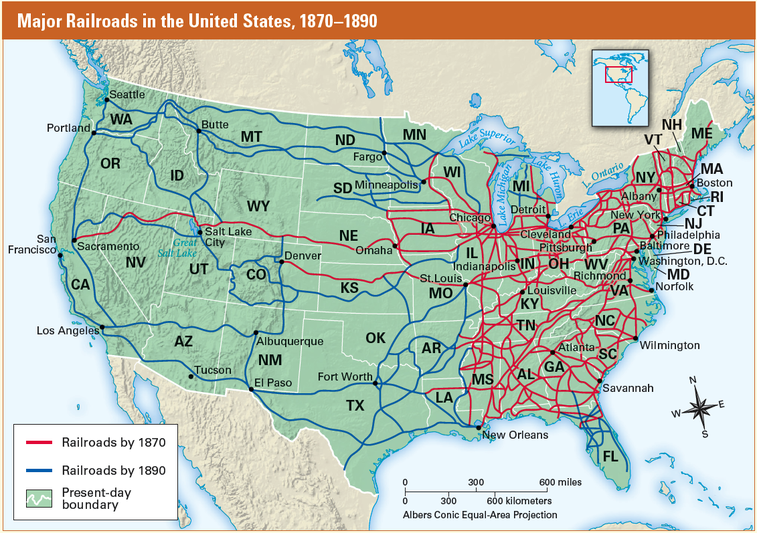 Major Railroads in the United States, 1870–1890
Seattle
WA
Portland
OR
Butte
MT
ID
WY
ND
Fargo
SD
MN
Minneapolis
WI
Lake Superior
Lake Michigan
Lake Huron
L. Ontario
Erie
MI
Detroit
Chicago
Cleveland
Pittsburgh
NH
VT
ME
NY
MA
Albany
Boston
RI
CT
New York
NJ
PA
Philadelphia
Baltimore
DE
Washington, D.C.
MD
Richmond
VA
Norfolk
WV
San
Francisco
Sacramento
Great
Salt Lake
Salt Lake
City
NV
UT
CA
Denver
CO
NE
Omaha
IA
IL
Indianapolis
IN
OH
KS
St.Louis
MO
Louisville
KY
TN
NC
Wilmington
SC
Los Angeles
AZ
Tucson
NM
Albuquerque
El Paso
OK
AR
Fort Worth
TX
LA
MS
AL
Atlanta
GA
Savannah
New Orleans
FL
N
W
E
S
Railroads by 1870
Railroads by 1890
Present-day
boundary
0 300 600 miles
0 300 600 kilometers
Albers Conic Equal-Area Projection